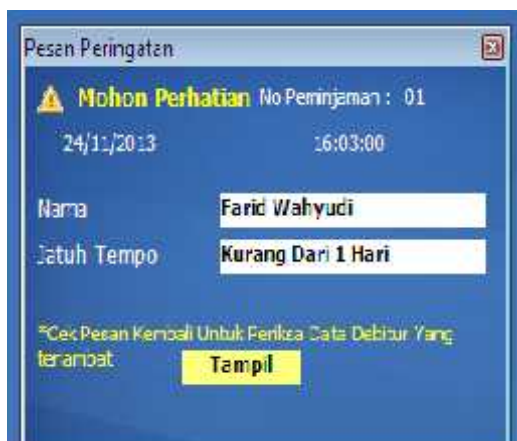 Pesan Peringatan
Mohon Perhatian No Peminjaman : 01
24/11/2013 16:03:00
Nama Farid Wahyudi
Jatuh Tempo Kurang Dari 1 Hari
*Cek Pesan Kembali Untuk Periksa Data Debitur Yang
terlambat
Tampil